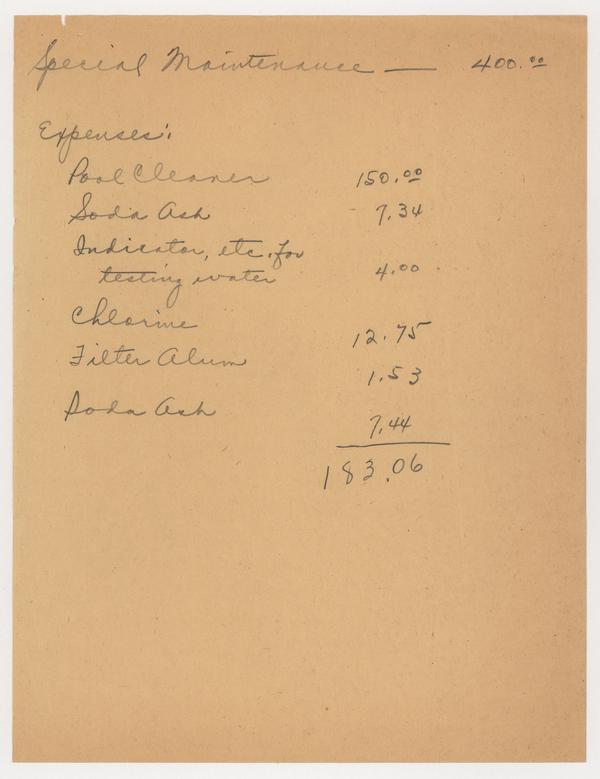 Special Maintenance — 400.00
Expenses:
Pool Cleaner 150.00
Soda Ash 7.34
Indicator, etc. for
testing water 4.00
Chlorine 12.75
Filter Alum 1.53
Soda Ash 7.44
183.06